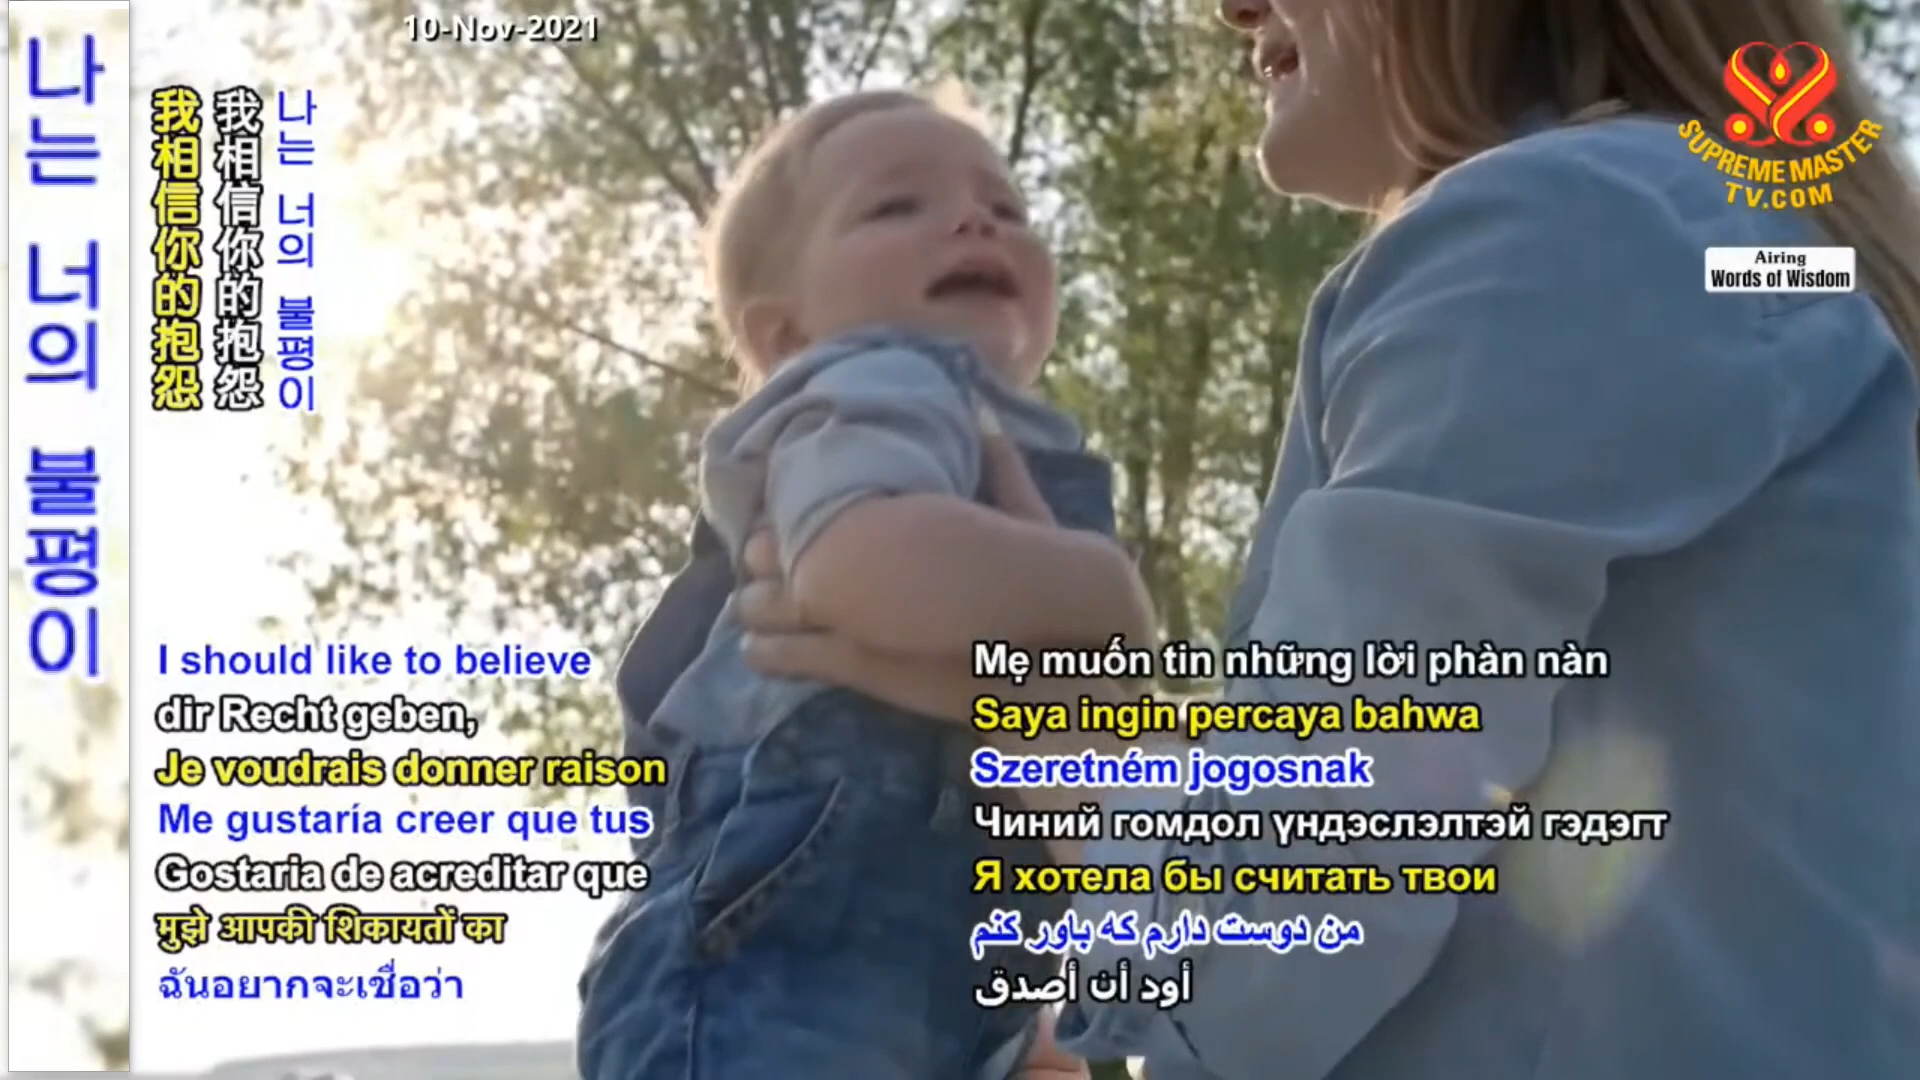 10-Nov-2021
나는 너의 불평이
我相信你的抱怨
我相信你的抱怨
나는 너의 불평이
SUPREME MASTER
TV.COM
Airing
Words of Wisdom
I should like to believe
dir Recht geben,
Je voudrais donner raison
Me gustaría creer que tus
Gostaria de acreditar que
मुझे आपकी शिकायतों का
ฉันอยากจะเชื่อว่า
Mẹ muốn tin những lời phàn nàn
Saya ingin percaya bahwa
Szeretném jogosnak
Чиний гомдол үндэслэлтэй гэдэгт
Я хотела бы считать твои
من دوست دارم که باور کنم
أود أن أصدق